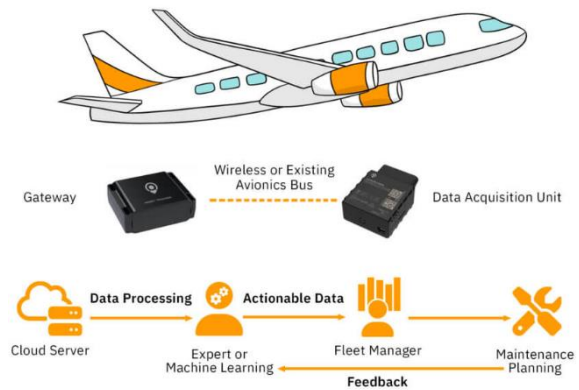 Wireless or Existing
Avionics Bus
Gateway
Data Acquisition Unit
Data Processing
Actionable Data
Cloud Server
Expert or
Machine Learning
Fleet Manager
Maintenance
Planning
Feedback